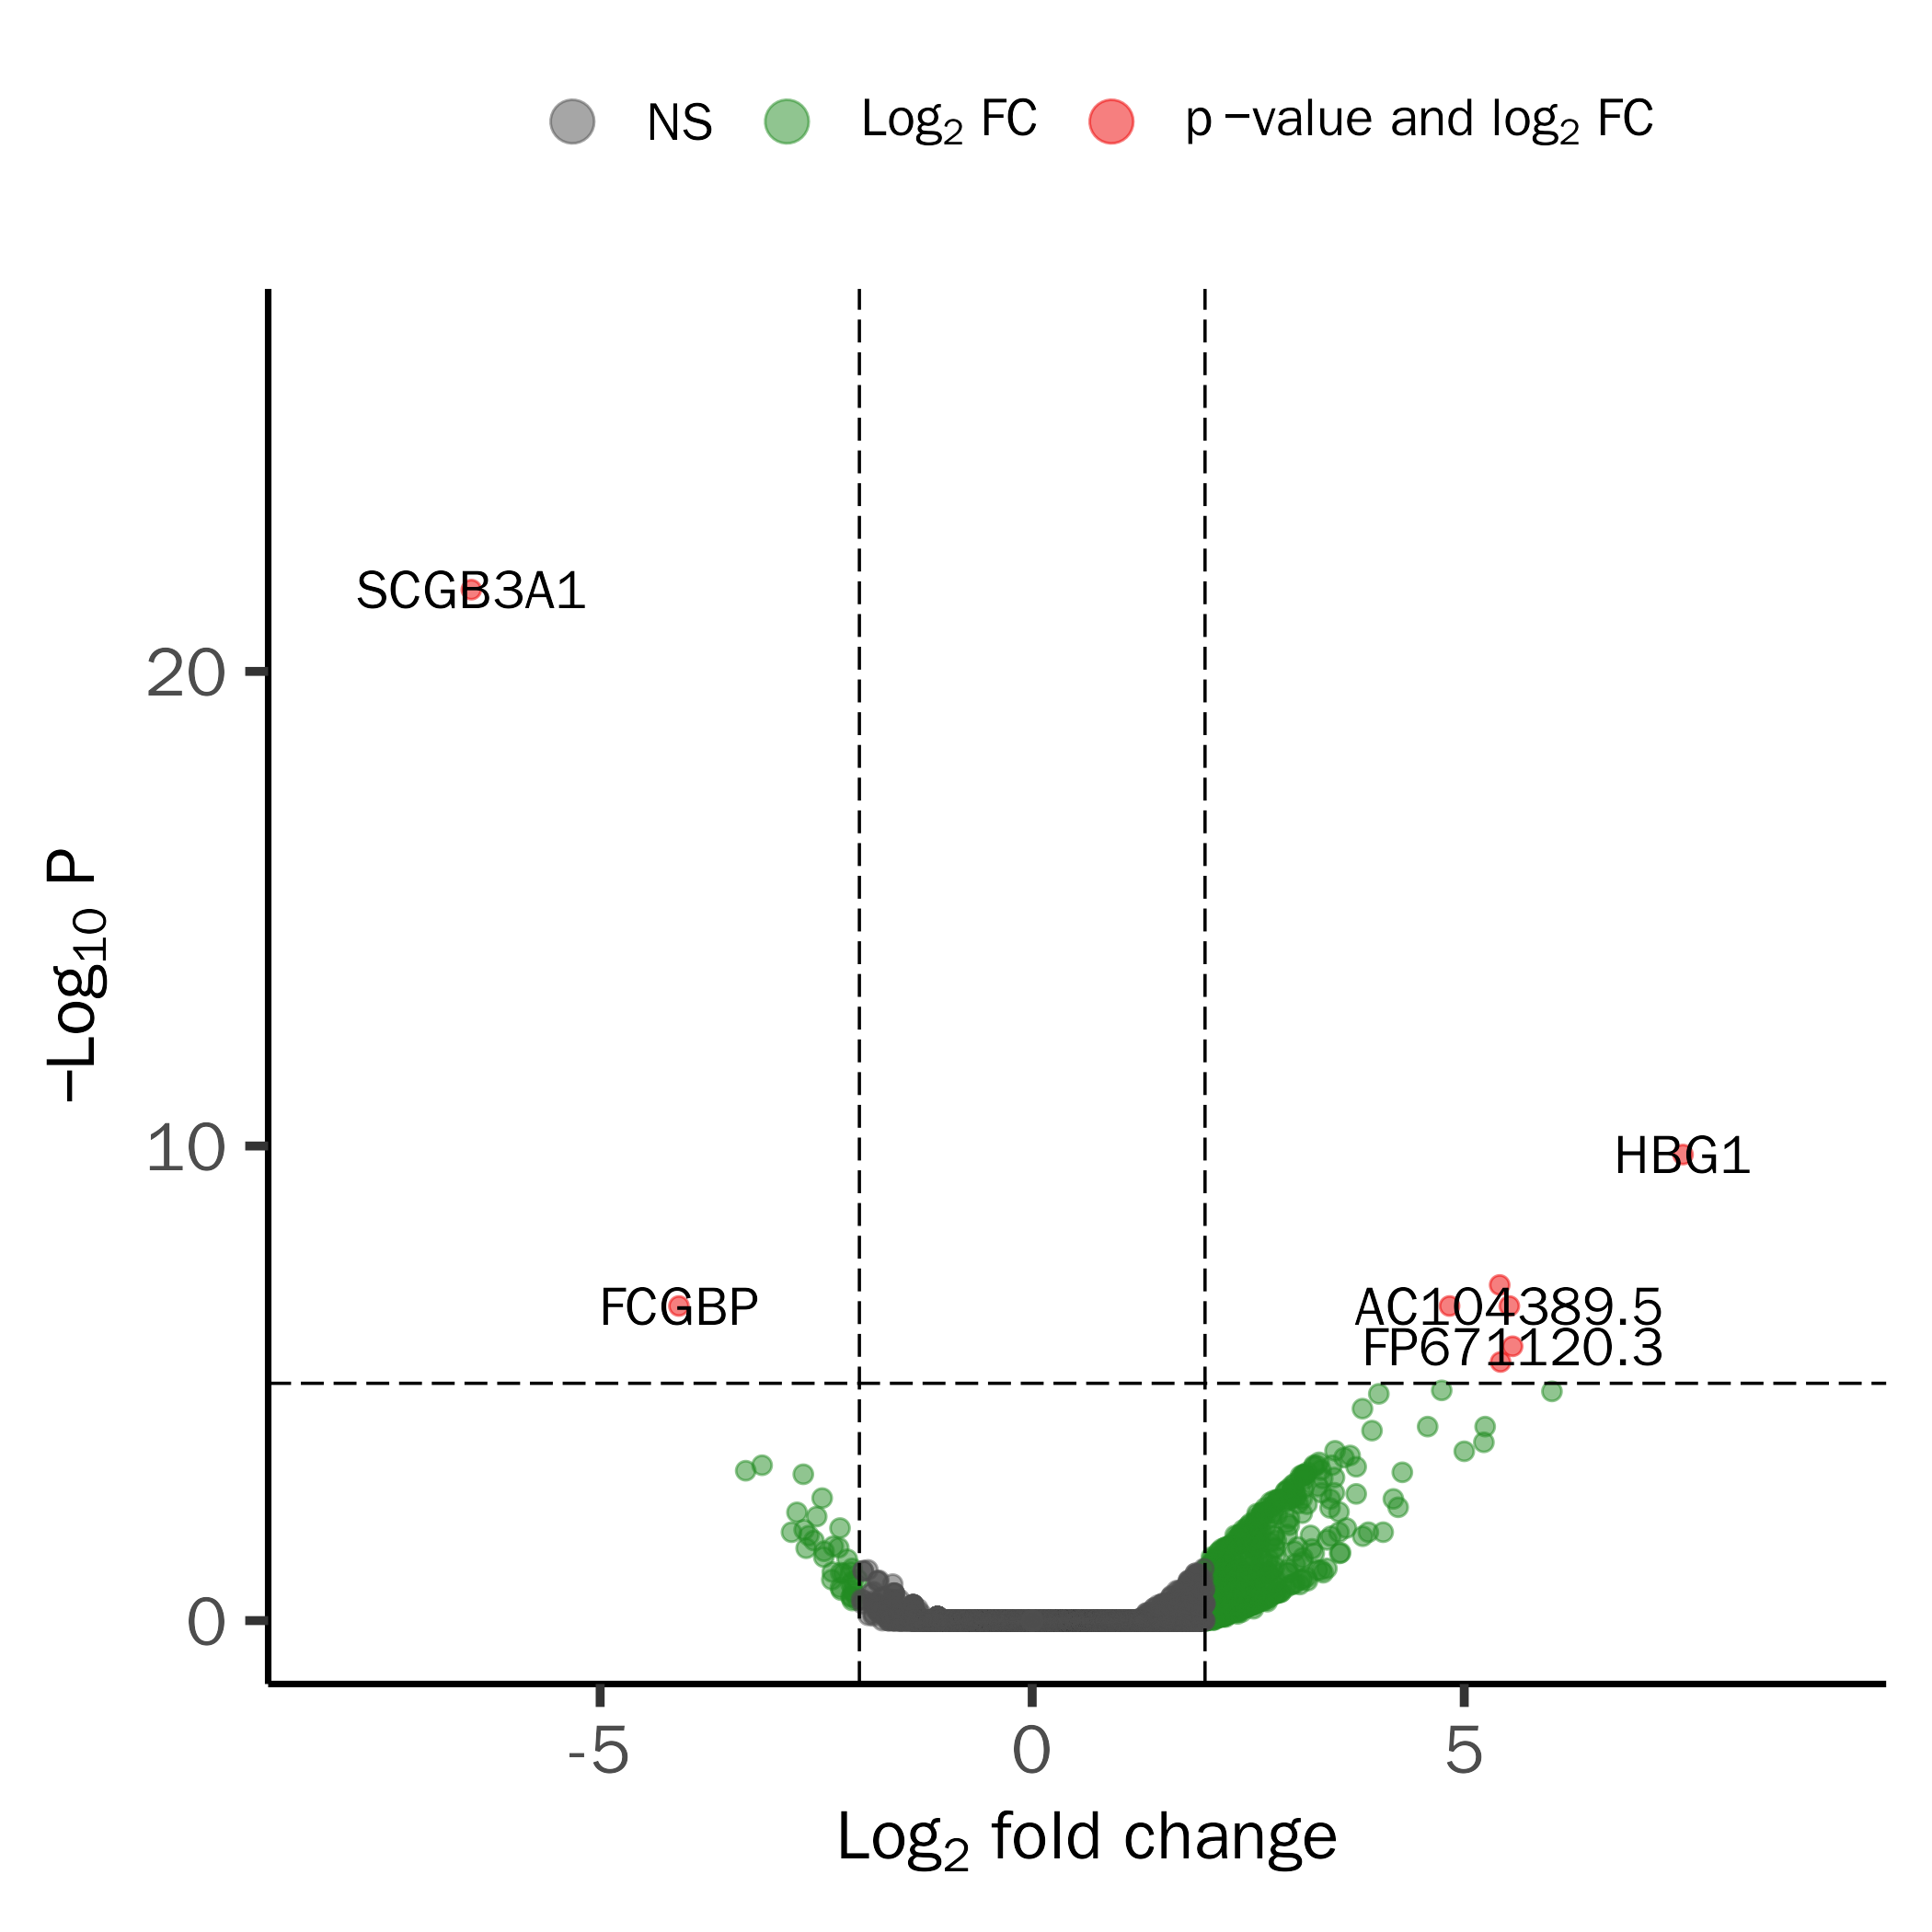 NS Log₂ FC p −value and log₂ FC
SCGB3A1
20
−Log₁₀ P
10
HBG1
FCGBP
AC104389.5
FP671120.3
0
-5 0 5
Log₂ fold change